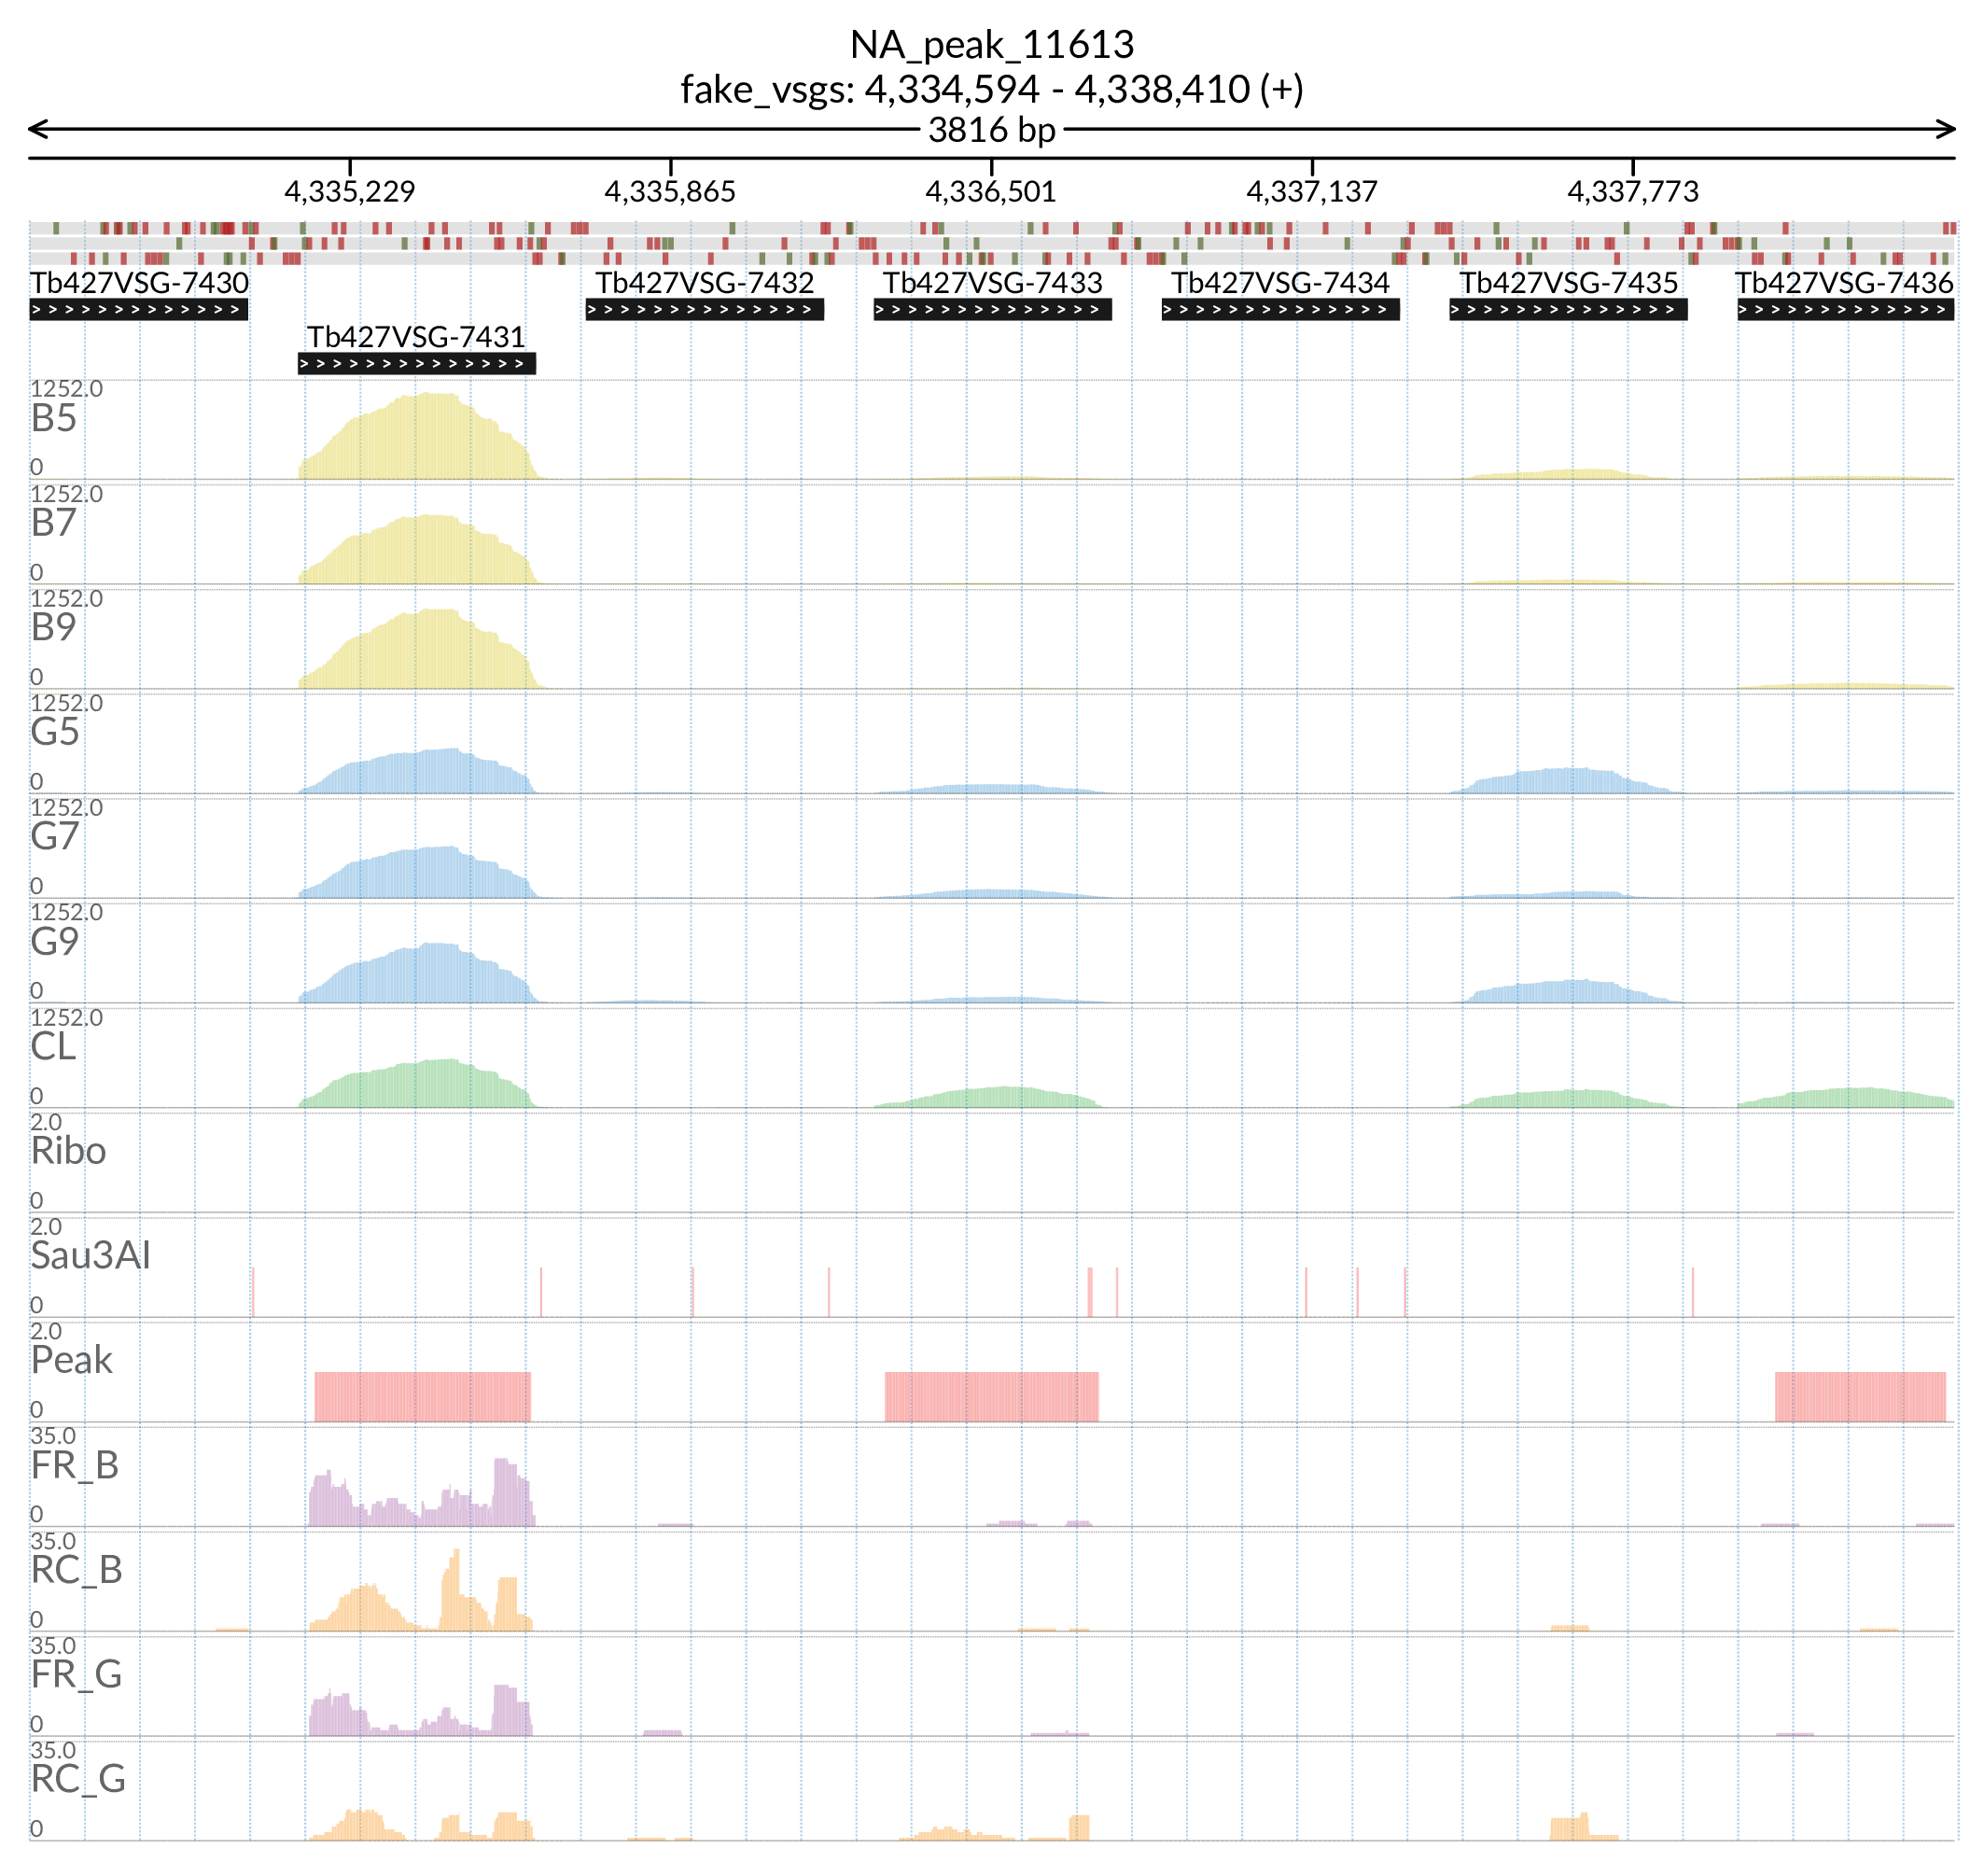 NA_peak_11613
fake_vsgs: 4,334,594 - 4,338,410 (+)
3816 bp
4,335,229 4,335,865 4,336,501 4,337,137 4,337,773
Tb427VSG-7430 Tb427VSG-7432 Tb427VSG-7433 Tb427VSG-7434 Tb427VSG-7435 Tb427VSG-7436
Tb427VSG-7431
1252.0
B5
0
1252.0
B7
0
1252.0
B9
0
1252.0
G5
0
1252.0
G7
0
1252.0
G9
0
1252.0
CL
0
2.0
Ribo
0
2.0
Sau3AI
0
2.0
Peak
0
35.0
FR_B
0
35.0
RC_B
0
35.0
FR_G
0
35.0
RC_G
0